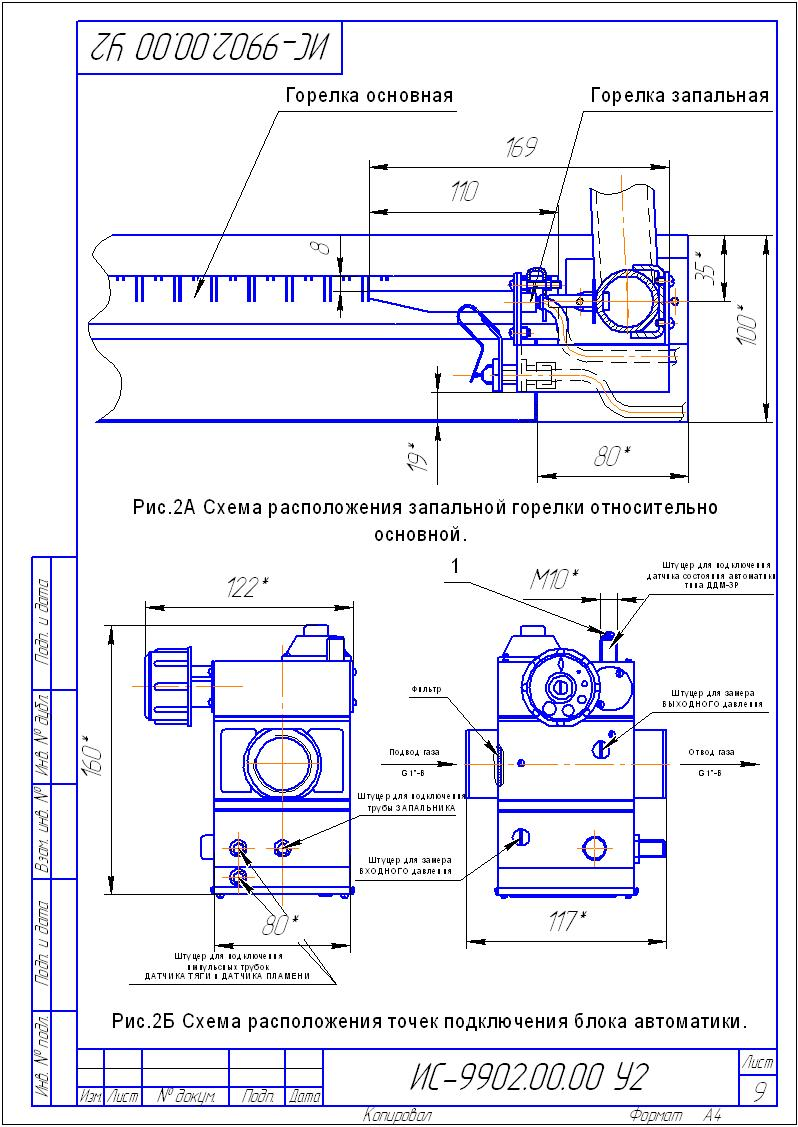 ИС-9902.00.00 У2
Горелка основная
Горелка запальная
169
110
8
35*
100*
19*
80*
Рис.2А Схема расположения запальной горелки относительно
основной.
1
М10*
Штуцер для подключения
датчика состояния автоматики
типа ДДМ-3Р
122*
160*
Фильтр
Штуцер для замера
ВЫХОДНОГО давления
Подвод газа
G 1"-В
Отвод газа
G 1"-В
Штуцер для подключения
трубы ЗАПАЛЬНИКА
Штуцер для замера
ВХОДНОГО давления
80*
117*
Штуцер для подключения
импульсных трубок
ДАТЧИКА ТЯГИ и ДАТЧИКА ПЛАМЕНИ
Рис.2Б Схема расположения точек подключения блока автоматики.
Подп. и дата
Инв. № дубл.
Взам. инв. №
Подп. и дата
Инв. № подл.
Изм. Лист № докум. Подп. Дата
ИС-9902.00.00 У2
Лист
9
Копировал Формат А4